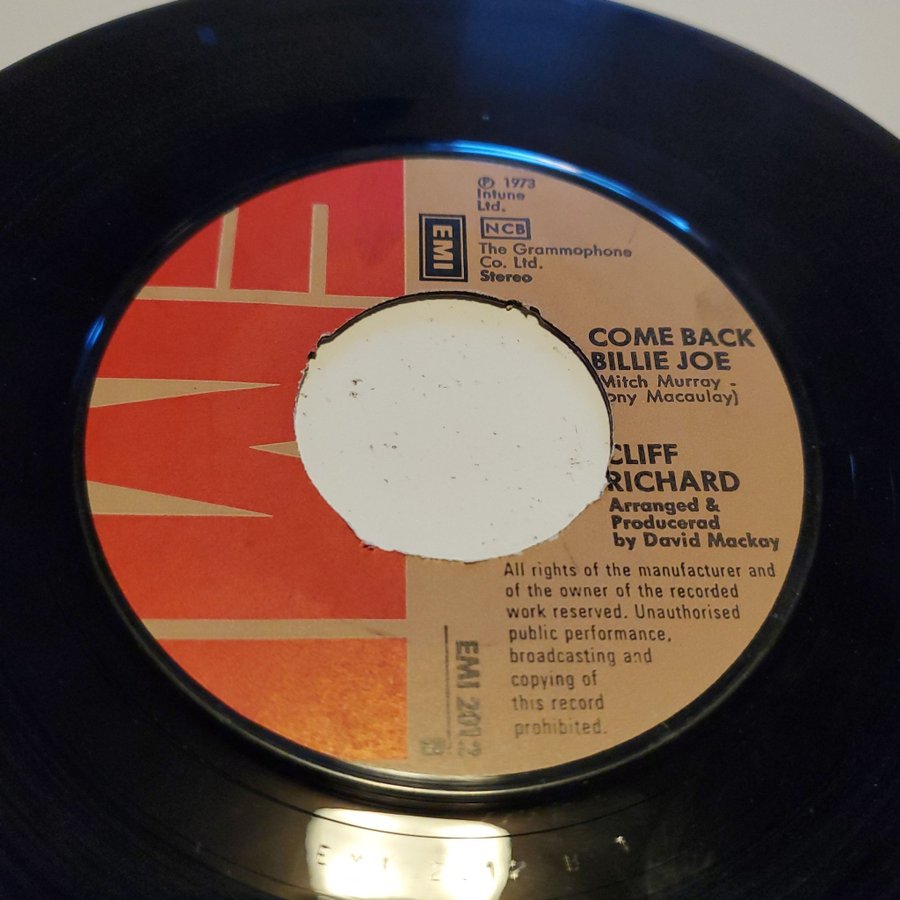 ℗ 1973
Intune
Ltd.
EMI
NCB
The Grammophone
Co. Ltd.
Stereo
COME BACK
BILLIE JOE
(Mitch Murray -
ony Macaulay)
CLIFF
RICHARD
Arranged &
Producerad
by David Mackay
All rights of the manufacturer and
of the owner of the recorded
work reserved. Unauthorised
public performance,
broadcasting and
copying of
this record
prohibited.
EMI 2012
B